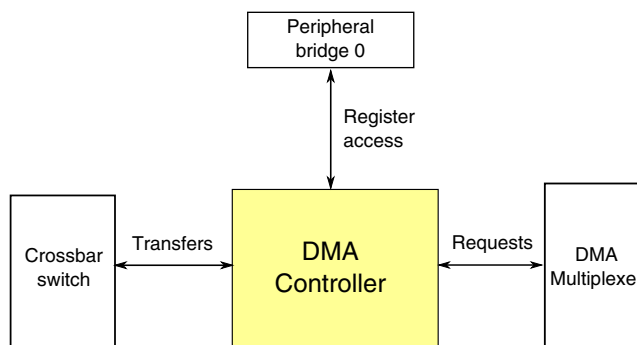 Peripheral
bridge 0
Register
access
Crossbar
switch
Transfers
DMA
Controller
Requests
DMA
Multiplexe